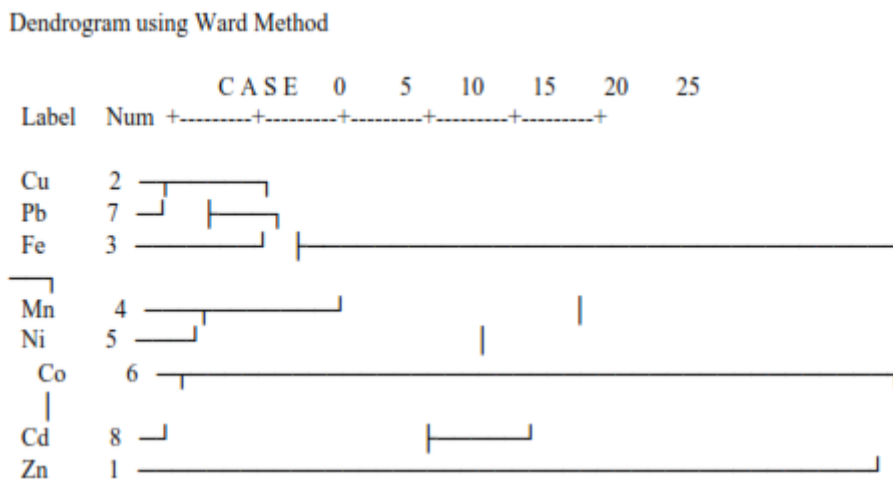 Dendrogram using Ward Method
C A S E 0 5 10 15 20 25
Label Num +---------+---------+---------+---------+---------+
Cu 2
Pb 7
Fe 3
Mn 4
Ni 5
Co 6
Cd 8
Zn 1